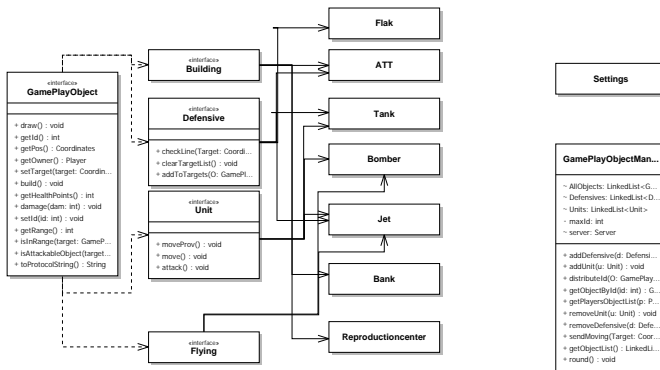 «interface»
GamePlayObject
+ draw() : void
+ getId() : int
+ getPos() : Coordinates
+ getOwner() : Player
+ setTarget(target: Coordin...
+ build() : void
+ getHealthPoints() : int
+ damage(dam: int) : void
+ setId(id: int) : void
+ getRange() : int
+ isInRange(target: GameP...
+ isAttackableObject(target...
+ toProtocolString() : String
«interface»
Building
«interface»
Defensive
+ checkLine(Target: Coordi...
+ clearTargetList() : void
+ addToTargets(O: GamePl...
«interface»
Unit
+ moveProv() : void
+ move() : void
+ attack() : void
«interface»
Flying
Flak
ATT
Tank
Bomber
Jet
Bank
Reproductioncenter
Settings
GamePlayObjectMan...
~ AllObjects: LinkedList<G...
~ Defensives: LinkedList<D...
~ Units: LinkedList<Unit>
- maxId: int
~ server: Server
+ addDefensive(d: Defensi...
+ addUnit(u: Unit) : void
+ distributeId(O: GamePlay...
+ getObjectById(id: int) : G...
+ getPlayersObjectList(p: P...
+ removeUnit(u: Unit) : void
+ removeDefensive(d: Defe...
+ sendMoving(Target: Coor...
+ getObjectList() : LinkedLi...
+ round() : void